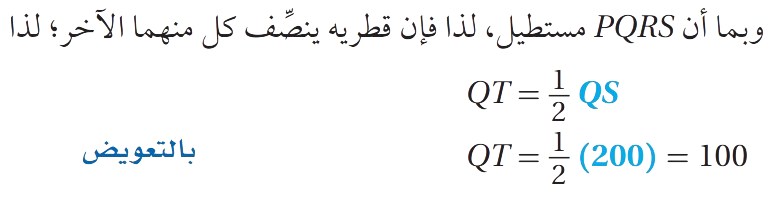 وبما أن PQRS مستطيل، لذا فإن قطريه ينصِّف كل منهما الآخر؛ لذا
QT = 1/2 QS
QT = 1/2 (200) = 100 بالتعويض